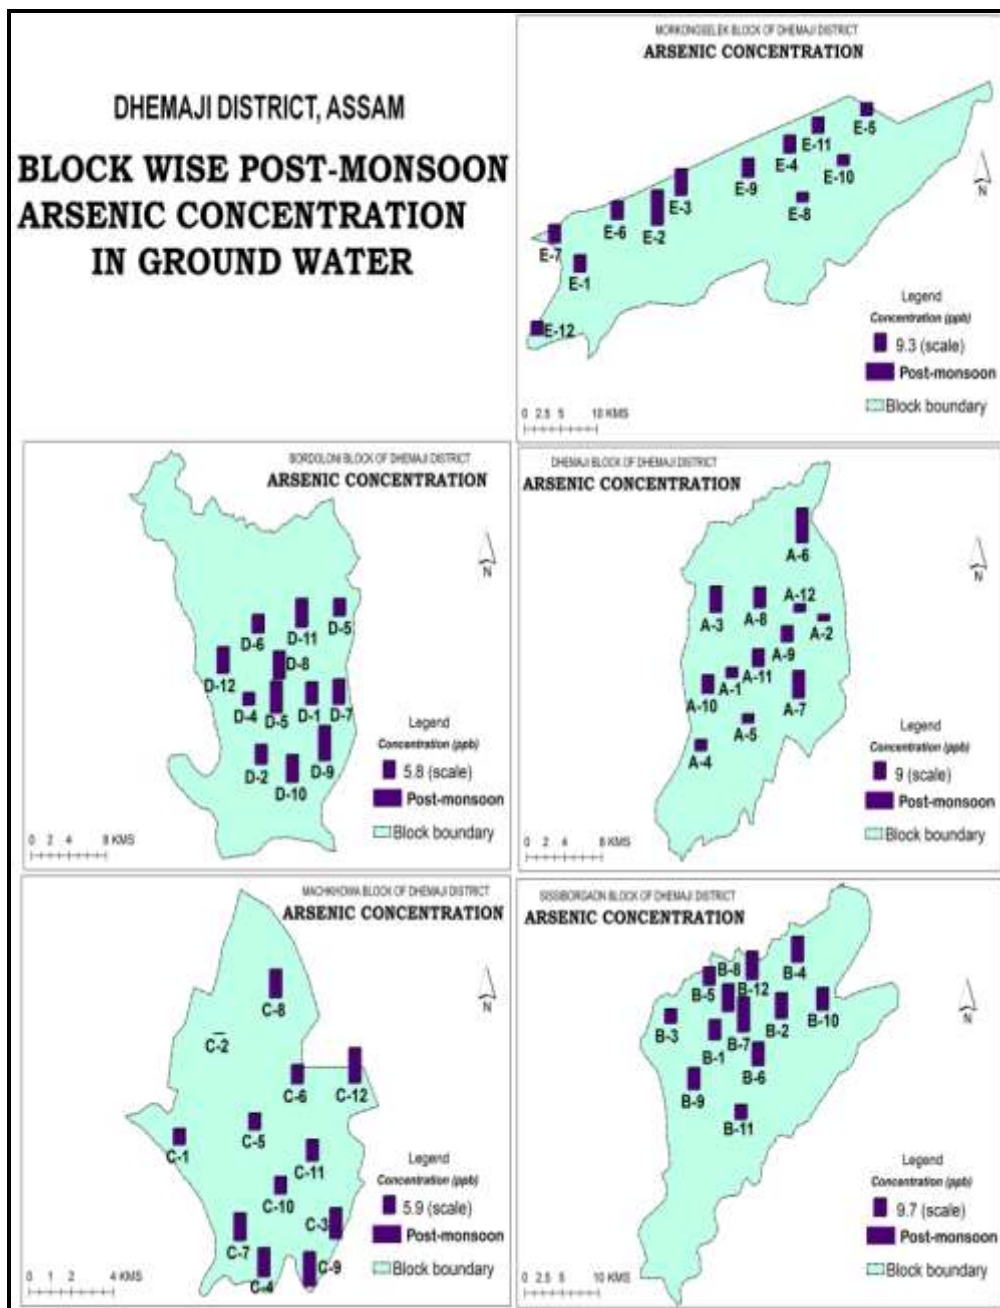 DHEMAJI DISTRICT, ASSAM
BLOCK WISE POST-MONSOON
ARSENIC CONCENTRATION
IN GROUND WATER
MORKONGSELEK BLOCK OF DHEMAJI DISTRICT
ARSENIC CONCENTRATION
E-5
E-11
E-4
E-10
E-9
E-3
E-8
E-6
E-2
E-7
E-1
E-12
N
Legend
Concentration (ppb)
9.3 (scale)
Post-monsoon
Block boundary
0 2.5 5 10 KMS
BORDOLONI BLOCK OF DHEMAJI DISTRICT
ARSENIC CONCENTRATION
N
D-5
D-11
D-6
D-8
D-12
D-4
D-5
D-1
D-7
D-2
D-9
D-10
Legend
Concentration (ppb)
5.8 (scale)
Post-monsoon
Block boundary
0 2 4 8 KMS
DHEMAJI BLOCK OF DHEMAJI DISTRICT
ARSENIC CONCENTRATION
N
A-6
A-12
A-3
A-8
A-2
A-9
A-11
A-1
A-10
A-7
A-5
A-4
Legend
Concentration (ppb)
9 (scale)
Post-monsoon
Block boundary
0 2 4 8 KMS
MACHKHOWA BLOCK OF DHEMAJI DISTRICT
ARSENIC CONCENTRATION
N
C-8
C-2
C-6
C-12
C-5
C-1
C-11
C-10
C-3
C-7
C-4
C-9
Legend
Concentration (ppb)
5.9 (scale)
Post-monsoon
Block boundary
0 1 2 4 KMS
SISSIBORGAON BLOCK OF DHEMAJI DISTRICT
ARSENIC CONCENTRATION
N
B-8
B-4
B-5
B-12
B-10
B-3
B-2
B-1
B-7
B-6
B-9
B-11
Legend
Concentration (ppb)
9.7 (scale)
Post-monsoon
Block boundary
0 2.5 5 10 KMS